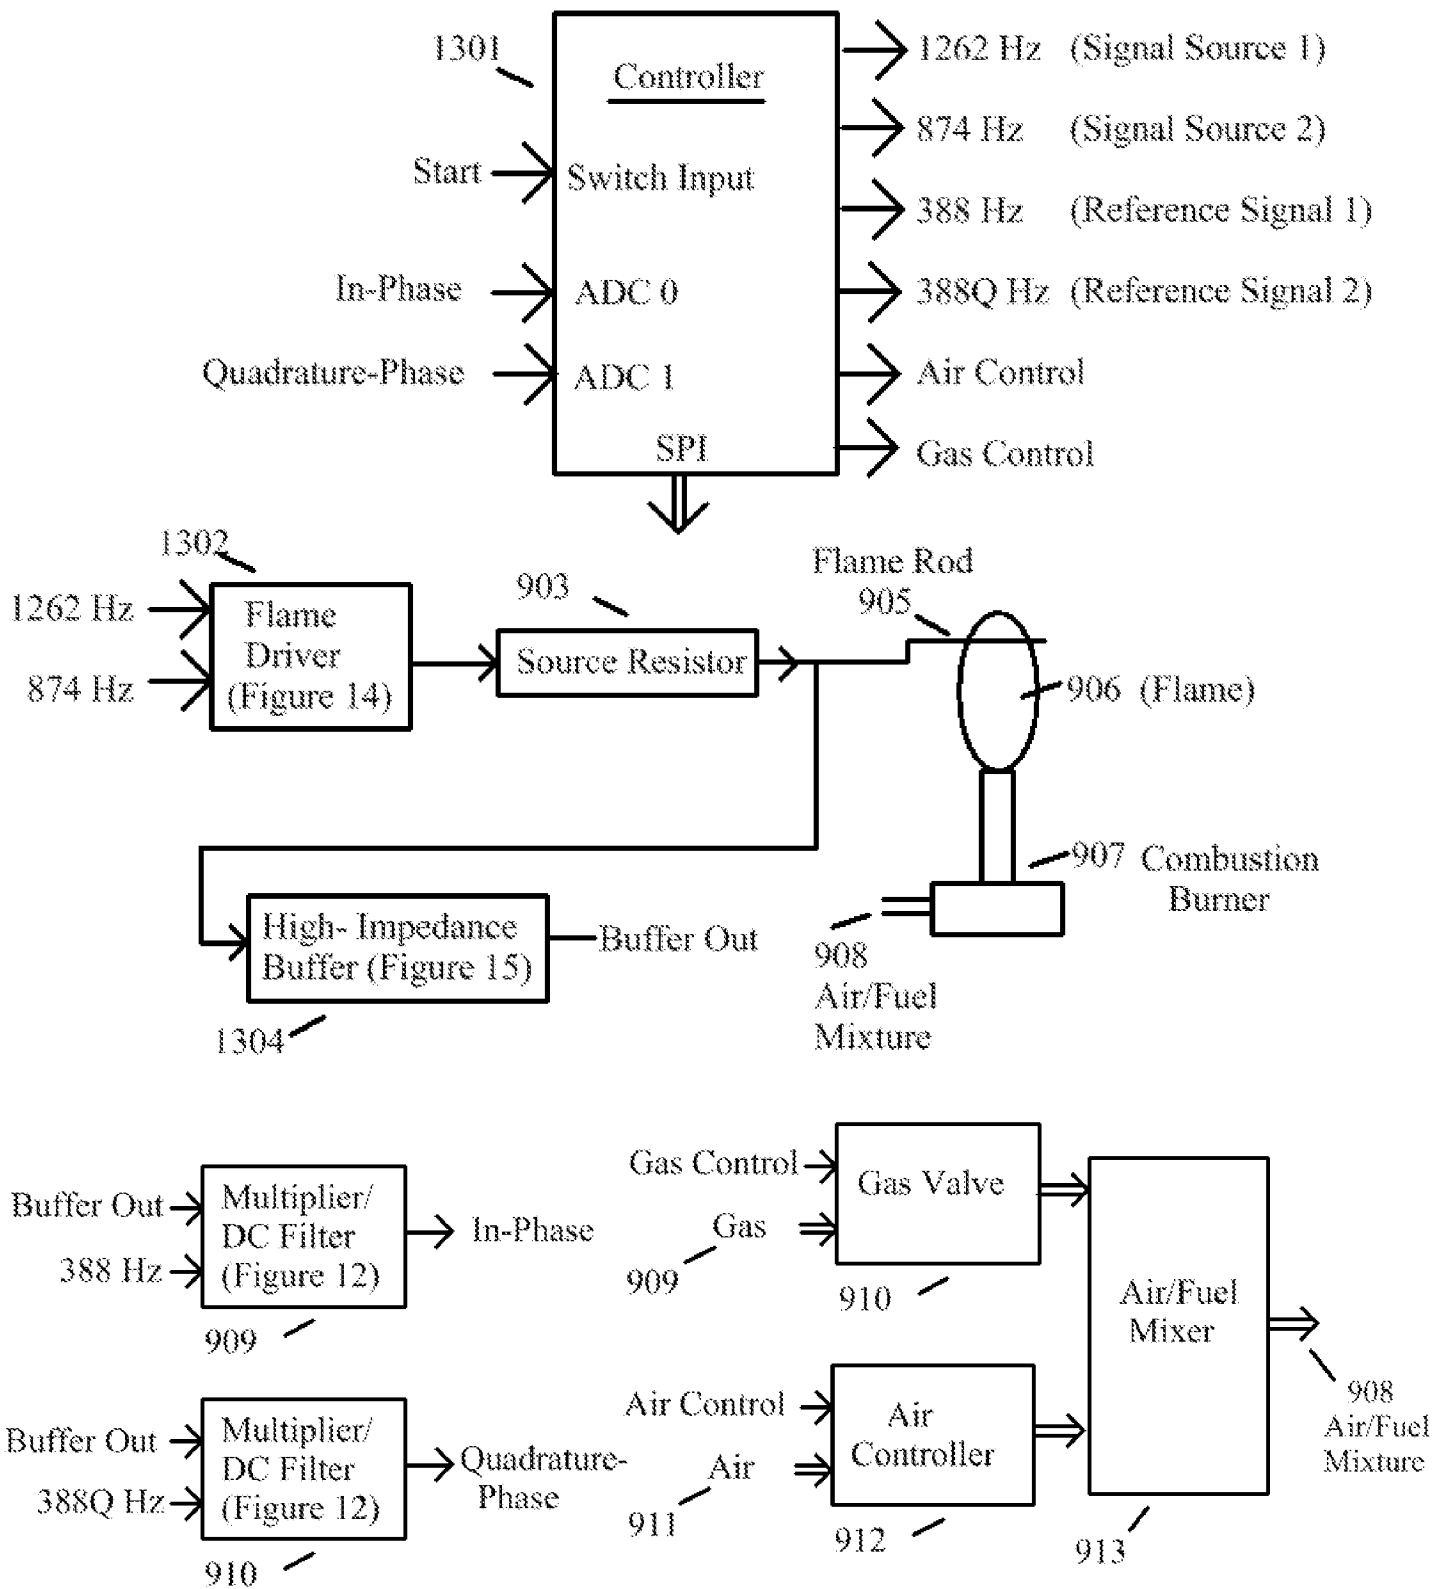 1301
Controller
1262 Hz (Signal Source 1)
874 Hz (Signal Source 2)
Start
Switch Input
388 Hz (Reference Signal 1)
In-Phase
ADC 0
388Q Hz (Reference Signal 2)
Quadrature-Phase
ADC 1
Air Control
SPI
Gas Control
1302
1262 Hz
874 Hz
Flame
Driver
(Figure 14)
903
Source Resistor
Flame Rod
905
906 (Flame)
907 Combustion
Burner
908
Air/Fuel
Mixture
High- Impedance
Buffer (Figure 15)
Buffer Out
1304
Buffer Out
388 Hz
Multiplier/
DC Filter
(Figure 12)
In-Phase
909
Buffer Out
388Q Hz
Multiplier/
DC Filter
(Figure 12)
Quadrature-
Phase
910
Gas Control
Gas
909
Gas Valve
910
Air Control
Air
911
Air
Controller
912
Air/Fuel
Mixer
913
908
Air/Fuel
Mixture